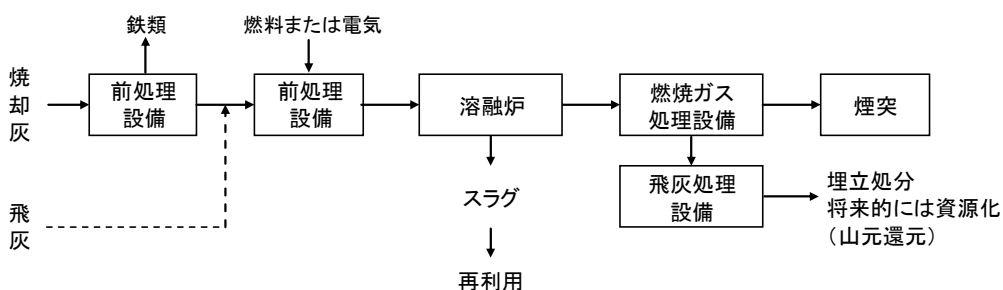 鉄類
燃料または電気
焼却灰
前処理
設備
前処理
設備
溶融炉
燃焼ガス
処理設備
煙突
飛灰
スラグ
飛灰処理
設備
埋立処分
将来的には資源化
（山元還元）
再利用